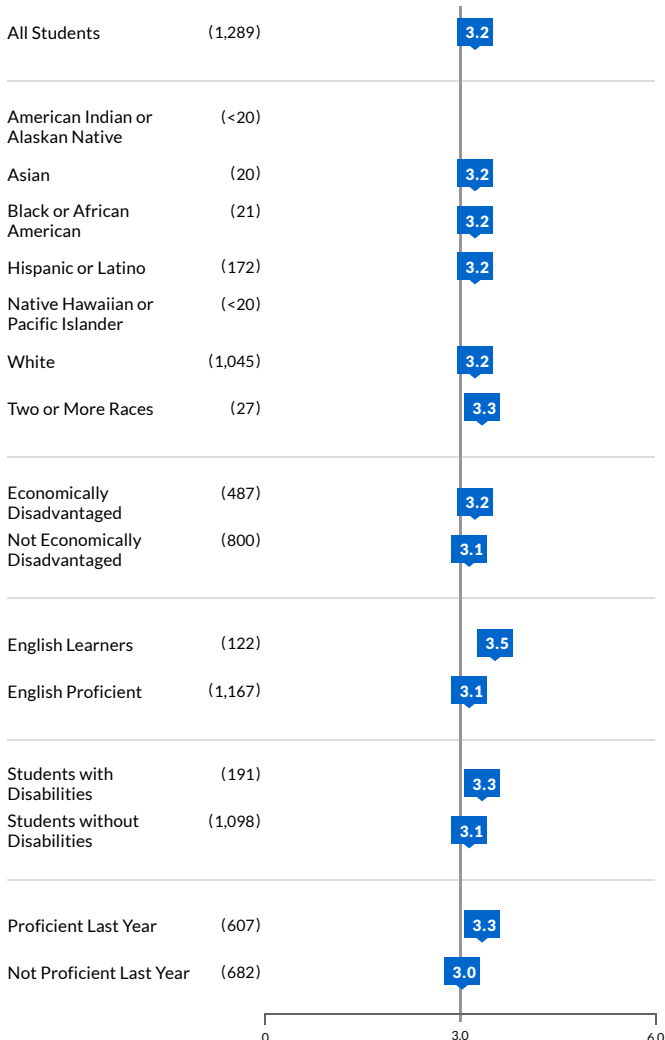 All Students (1,289) 3.2
American Indian or (<20)
Alaskan Native
Asian (20) 3.2
Black or African (21) 3.2
American
Hispanic or Latino (172) 3.2
Native Hawaiian or (<20)
Pacific Islander
White (1,045) 3.2
Two or More Races (27) 3.3
Economically (487) 3.2
Disadvantaged
Not Economically (800) 3.1
Disadvantaged
English Learners (122) 3.5
English Proficient (1,167) 3.1
Students with (191) 3.3
Disabilities
Students without (1,098) 3.1
Disabilities
Proficient Last Year (607) 3.3
Not Proficient Last Year (682) 3.0
0 3.0 6.0